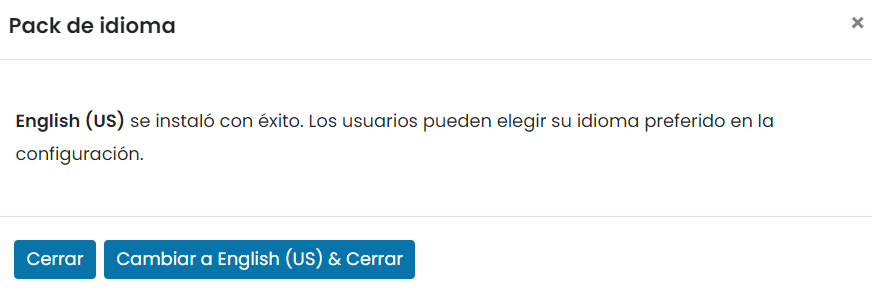 Pack de idioma
×
English (US) se instaló con éxito. Los usuarios pueden elegir su idioma preferido en la
configuración.
Cerrar
Cambiar a English (US) & Cerrar